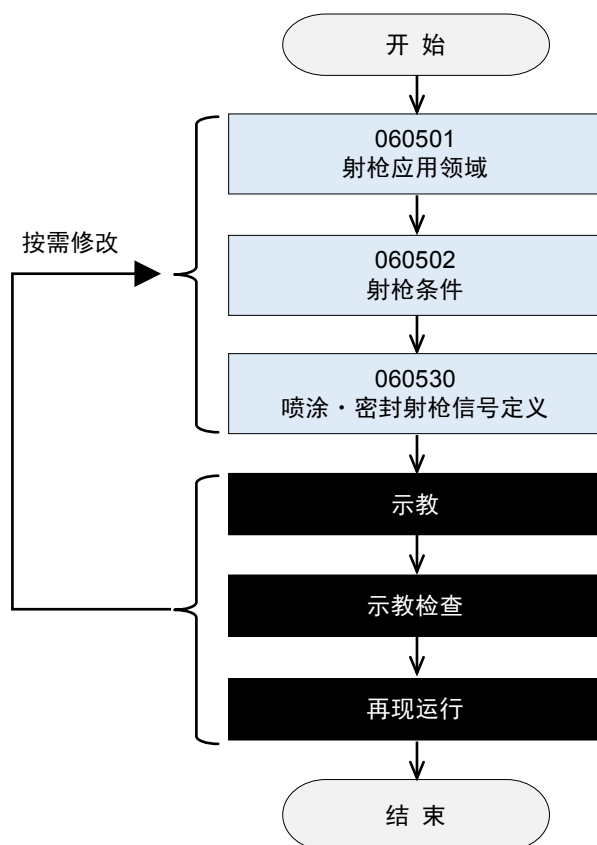 开 始
060501
射枪应用领域
按需修改
060502
射枪条件
060530
喷涂・密封射枪信号定义
示教
示教检查
再现运行
结 束